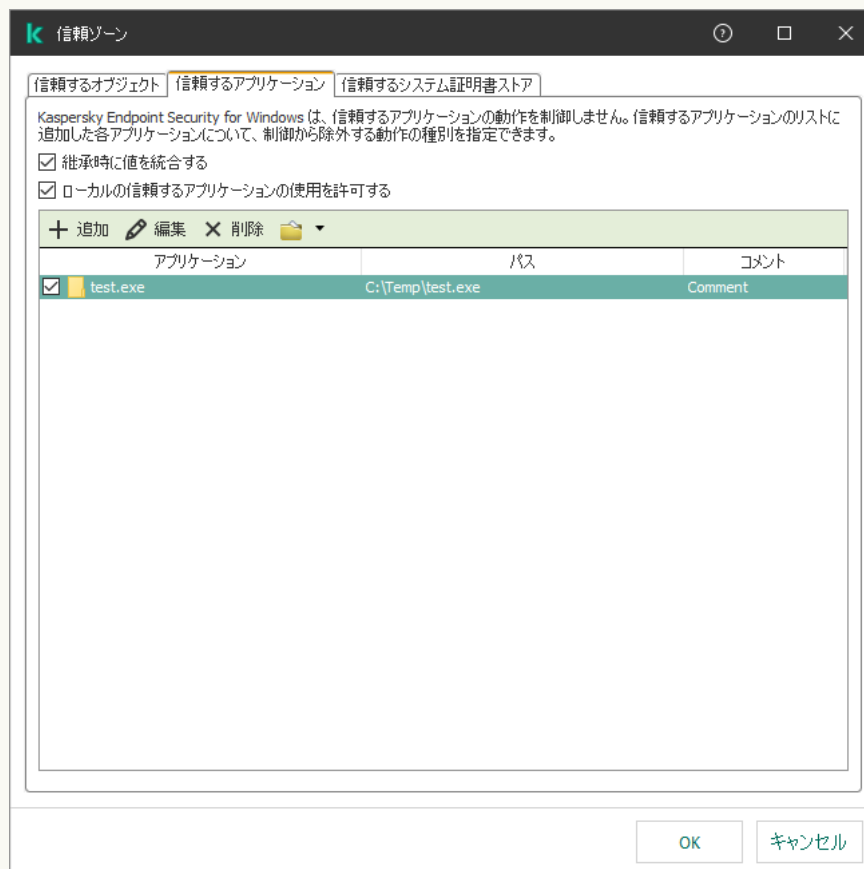 信頼ゾーン
信頼するオブジェクト 信頼するアプリケーション 信頼するシステム証明書ストア
Kaspersky Endpoint Security for Windows は、信頼するアプリケーションの動作を制御しません。信頼するアプリケーションのリストに
追加した各アプリケーションについて、制御から除外する動作の種別を指定できます。
継承時に値を統合する
ローカルの信頼するアプリケーションの使用を許可する
追加 編集 削除
アプリケーション パス コメント
test.exe C:\Temp\test.exe Comment
OK キャンセル